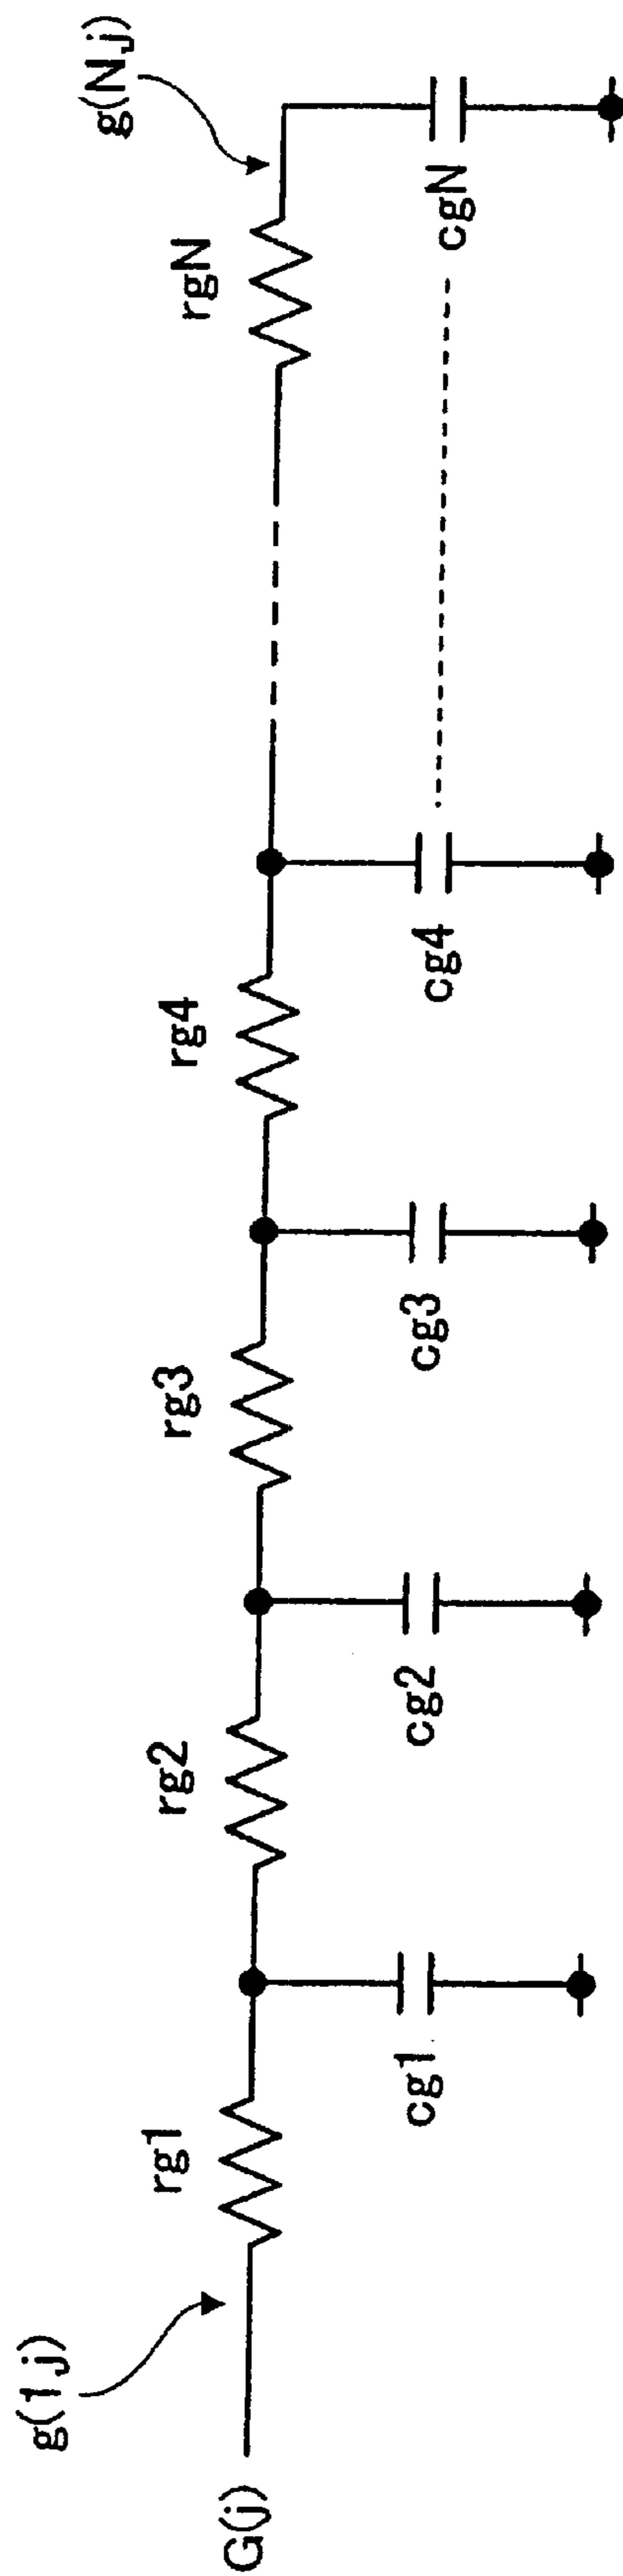 g(1,j)
g(N,j)
G(j)
rg1
rg2
rg3
rg4
rgN
cg1
cg2
cg3
cg4
cgN